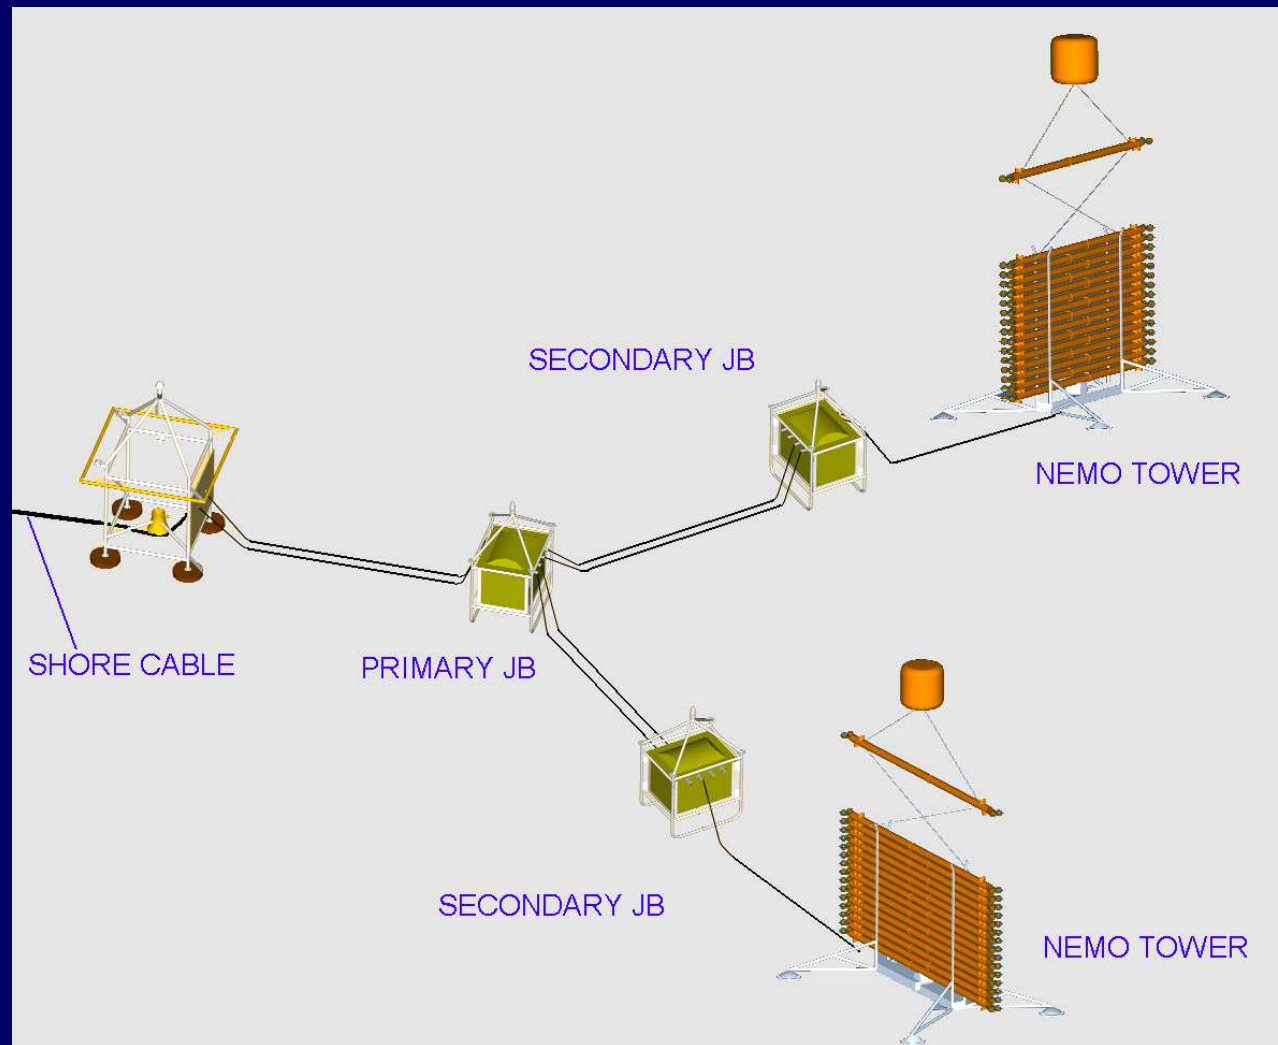 SECONDARY JB
NEMO TOWER
SHORE CABLE
PRIMARY JB
SECONDARY JB
NEMO TOWER